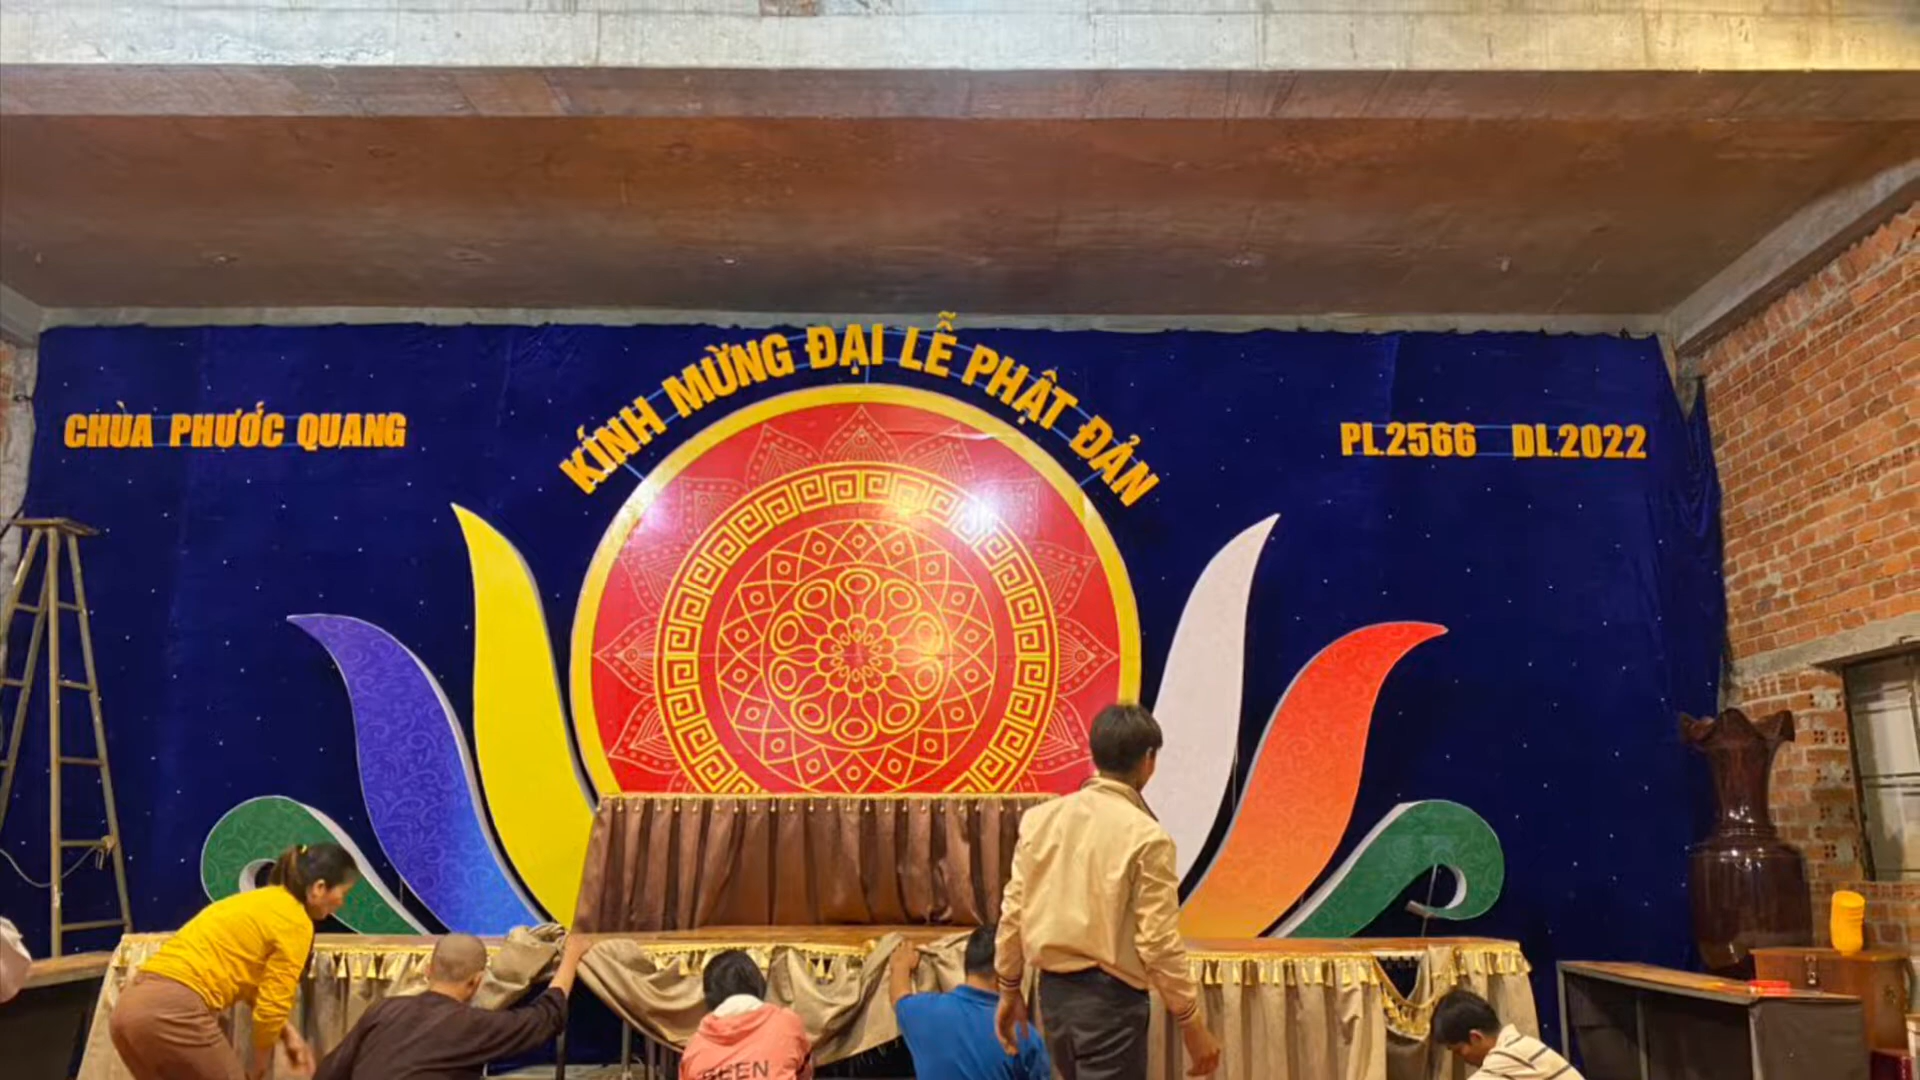 KÍNH MỪNG ĐẠI LỄ PHẬT ĐẢN
CHÙA PHƯỚC QUANG
PL.2566 DL.2022